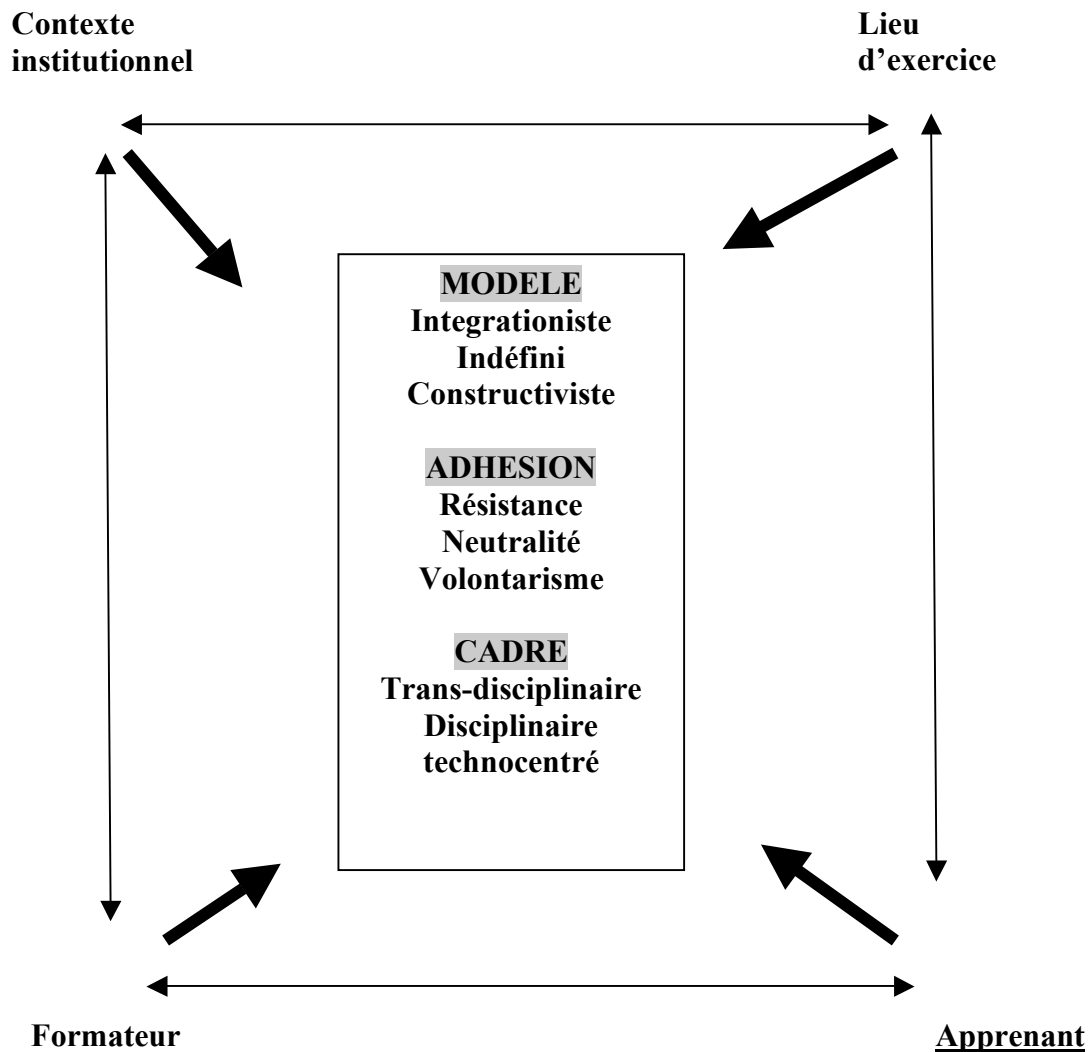 Contexte
institutionnel
Lieu
d’exercice
MODELE
Integrationiste
Indéfini
Constructiviste
ADHESION
Résistance
Neutralité
Volontarisme
CADRE
Trans-disciplinaire
Disciplinaire
technocentré
Formateur
Apprenant